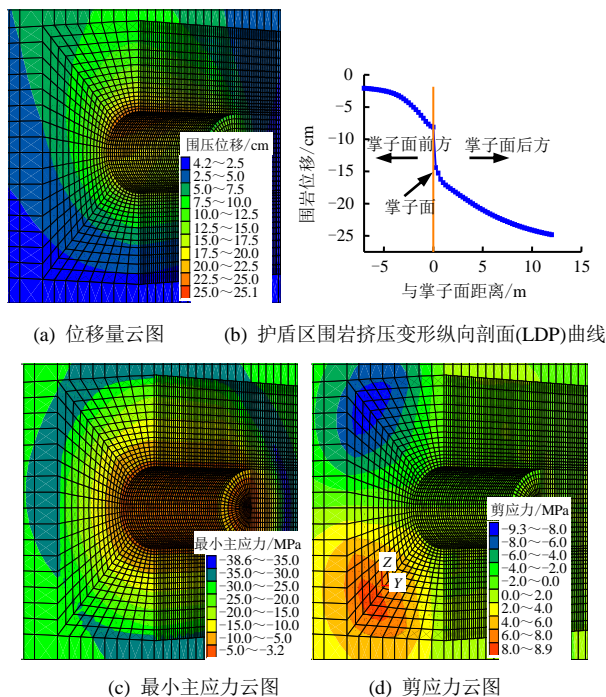 围压位移/cm
4.2～2.5
2.5～5.0
5.0～7.5
7.5～10.0
10.0～12.5
12.5～15.0
15.0～17.5
17.5～20.0
20.0～22.5
22.5～25.0
25.0～25.1
(a) 位移量云图
围岩位移/cm
0
−5
−10
−15
−20
−25
掌子面前方
掌子面后方
掌子面
−5
0
5
10
15
与掌子面距离/m
(b) 护盾区围岩挤压变形纵向剖面(LDP)曲线
最小主应力/MPa
−38.6～−35.0
−35.0～−30.0
−30.0～−25.0
−25.0～−20.0
−20.0～−15.0
−15.0～−10.0
−10.0～−5.0
−5.0～−3.2
(c) 最小主应力云图
Z
Y
剪应力/MPa
−9.3～−8.0
−8.0～−6.0
−6.0～−4.0
−4.0～−2.0
−2.0～0.0
0.0～2.0
2.0～4.0
4.0～6.0
6.0～8.0
8.0～8.9
(d) 剪应力云图